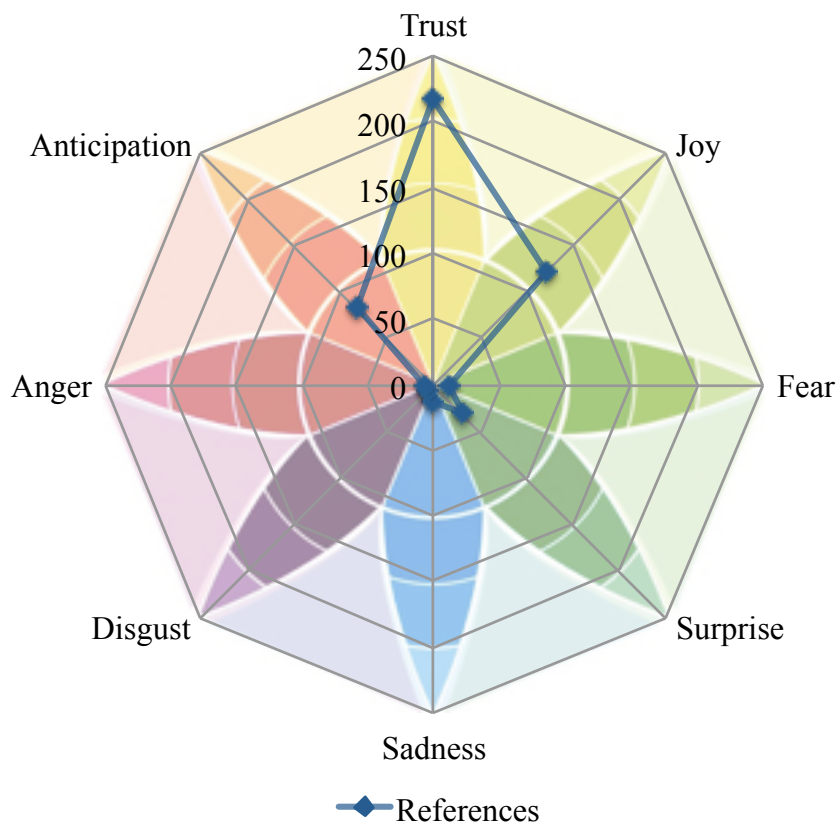 Trust
250
200
Anticipation
Joy
150
100
50
Anger
0
Fear
Disgust
Surprise
Sadness
References